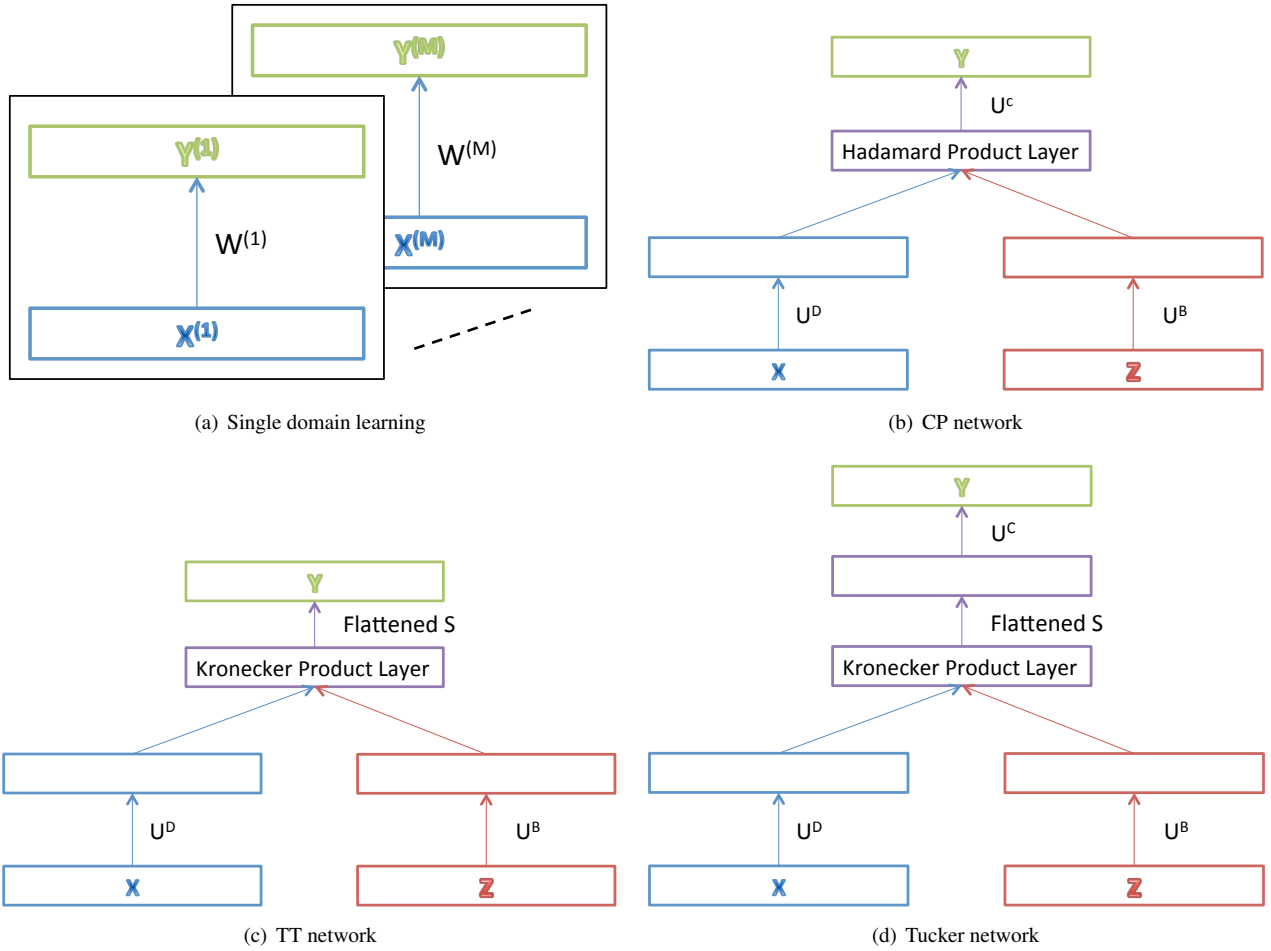 Y(M)
W(M)
X(M)
Y(1)
W(1)
X(1)
(a) Single domain learning
Y
Uᶜ
Hadamard Product Layer
Uᴰ
Uᴮ
X
Z
(b) CP network
Y
Flattened S
Kronecker Product Layer
Uᴰ
Uᴮ
X
Z
(c) TT network
Y
Uᶜ
Flattened S
Kronecker Product Layer
Uᴰ
Uᴮ
X
Z
(d) Tucker network